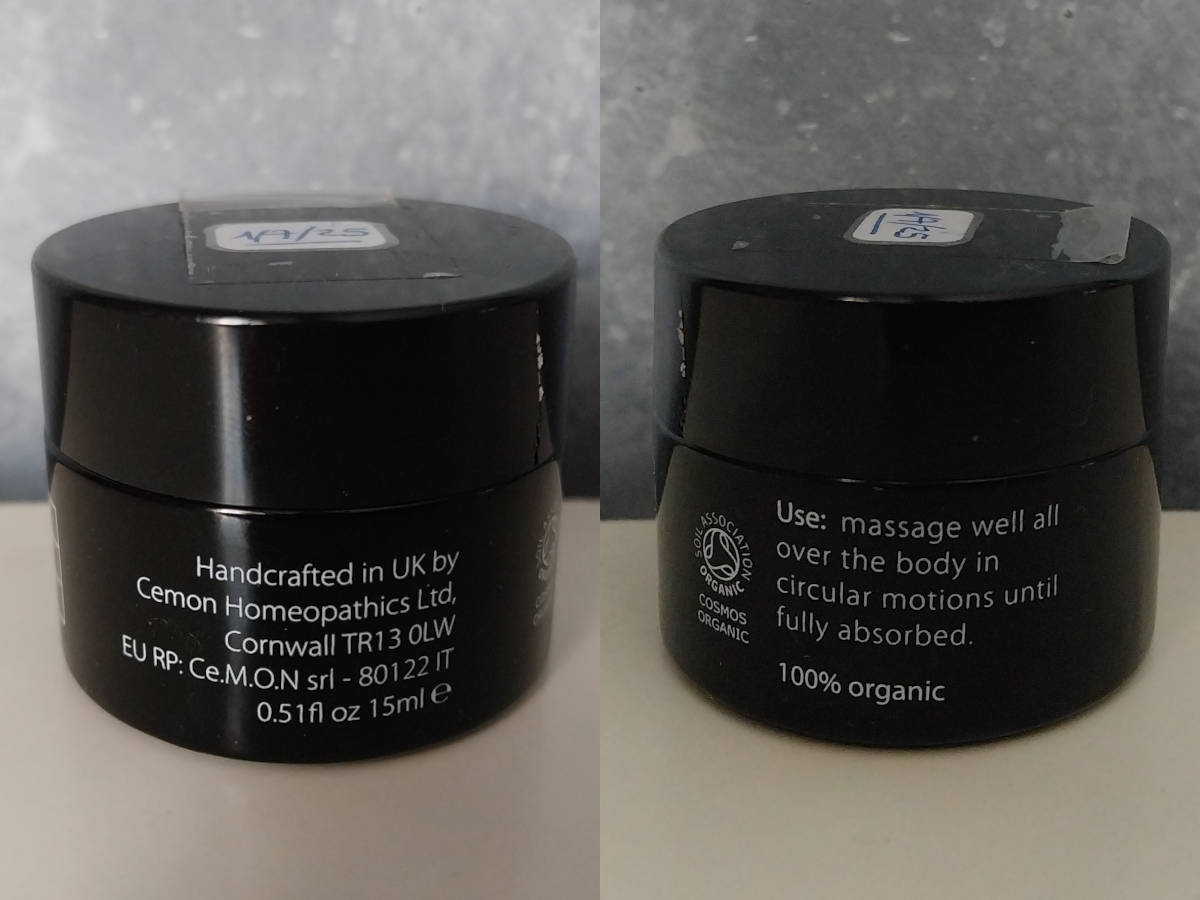 Handcrafted in UK by
Cemon Homeopathics Ltd,
Cornwall TR13 0LW
EU RP: Ce.M.O.N srl - 80122 IT
0.51fl oz 15ml ℮
SOIL ASSOCIATION
ORGANIC
COSMOS
ORGANIC
Use: massage well all
over the body in
circular motions until
fully absorbed.
100% organic